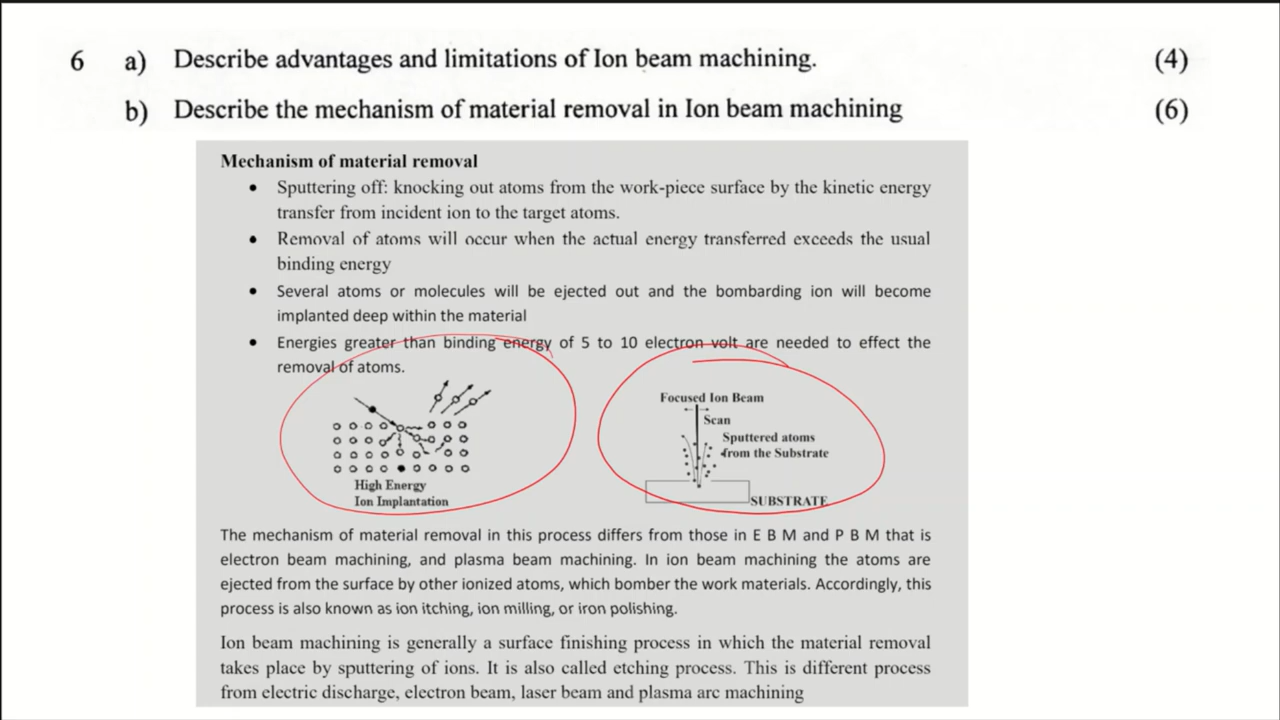 6 a) Describe advantages and limitations of Ion beam machining. (4)
b) Describe the mechanism of material removal in Ion beam machining (6)
Mechanism of material removal
• Sputtering off: knocking out atoms from the work-piece surface by the kinetic energy
transfer from incident ion to the target atoms.
• Removal of atoms will occur when the actual energy transferred exceeds the usual
binding energy
• Several atoms or molecules will be ejected out and the bombarding ion will become
implanted deep within the material
• Energies greater than binding energy of 5 to 10 electron volt are needed to effect the
removal of atoms.
High Energy
Ion Implantation
Focused Ion Beam
Scan
Sputtered atoms
from the Substrate
SUBSTRATE
The mechanism of material removal in this process differs from those in E B M and P B M that is
electron beam machining, and plasma beam machining. In ion beam machining the atoms are
ejected from the surface by other ionized atoms, which bomber the work materials. Accordingly, this
process is also known as ion itching, ion milling, or iron polishing.
Ion beam machining is generally a surface finishing process in which the material removal
takes place by sputtering of ions. It is also called etching process. This is different process
from electric discharge, electron beam, laser beam and plasma arc machining